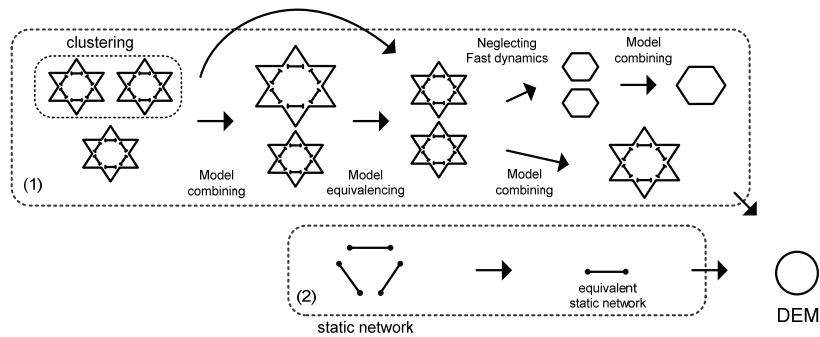 clustering
Neglecting
Fast dynamics
Model
combining
(1)
Model
combining
Model
equivalencing
Model
combining
(2)
equivalent
static network
static network
DEM